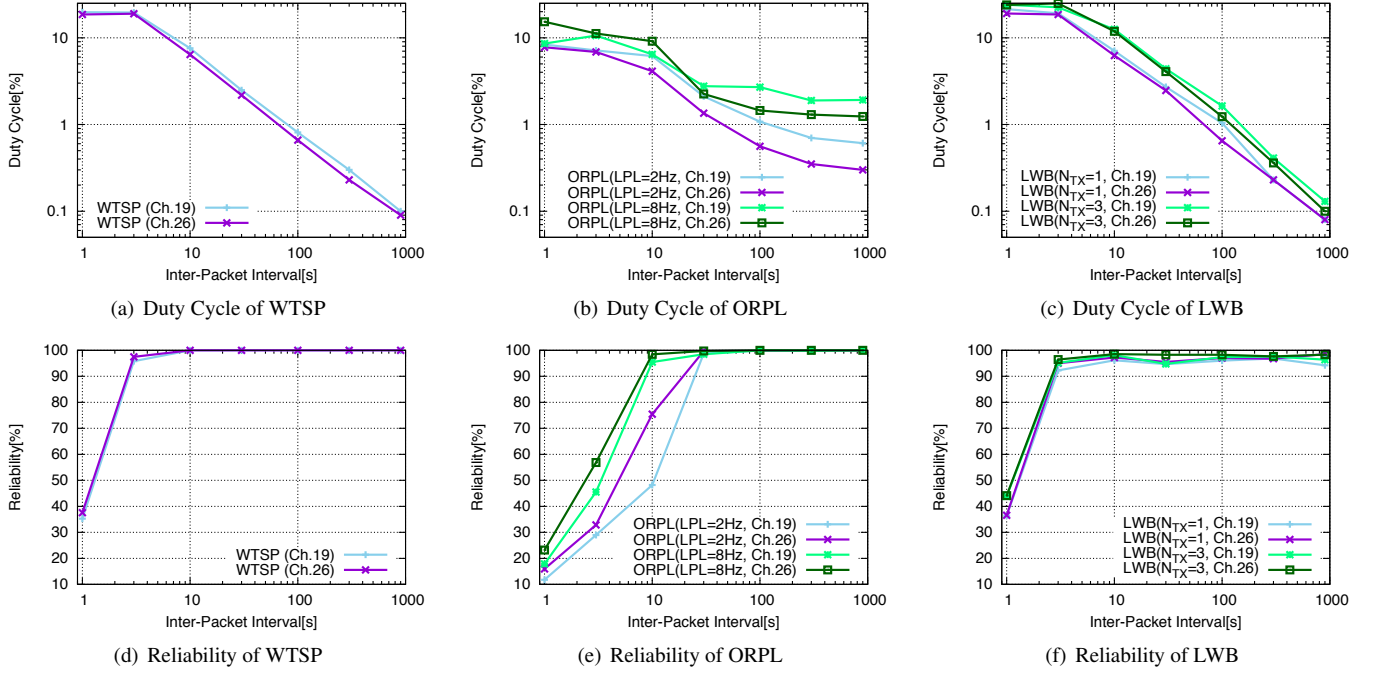 10
1
0.1
Duty Cycle[%]
WTSP (Ch.19)
WTSP (Ch.26)
1 10 100 1000
Inter-Packet Interval[s]
(a) Duty Cycle of WTSP
10
1
0.1
Duty Cycle[%]
ORPL(LPL=2Hz, Ch.19)
ORPL(LPL=2Hz, Ch.26)
ORPL(LPL=8Hz, Ch.19)
ORPL(LPL=8Hz, Ch.26)
1 10 100 1000
Inter-Packet Interval[s]
(b) Duty Cycle of ORPL
10
1
0.1
Duty Cycle[%]
LWB(N_TX=1, Ch.19)
LWB(N_TX=1, Ch.26)
LWB(N_TX=3, Ch.19)
LWB(N_TX=3, Ch.26)
1 10 100 1000
Inter-Packet Interval[s]
(c) Duty Cycle of LWB
100
90
80
70
60
50
40
30
20
10
Reliability[%]
WTSP (Ch.19)
WTSP (Ch.26)
1 10 100 1000
Inter-Packet Interval[s]
(d) Reliability of WTSP
100
90
80
70
60
50
40
30
20
10
Reliability[%]
ORPL(LPL=2Hz, Ch.19)
ORPL(LPL=2Hz, Ch.26)
ORPL(LPL=8Hz, Ch.19)
ORPL(LPL=8Hz, Ch.26)
1 10 100 1000
Inter-Packet Interval[s]
(e) Reliability of ORPL
100
90
80
70
60
50
40
30
20
10
Reliability[%]
LWB(N_TX=1, Ch.19)
LWB(N_TX=1, Ch.26)
LWB(N_TX=3, Ch.19)
LWB(N_TX=3, Ch.26)
1 10 100 1000
Inter-Packet Interval[s]
(f) Reliability of LWB